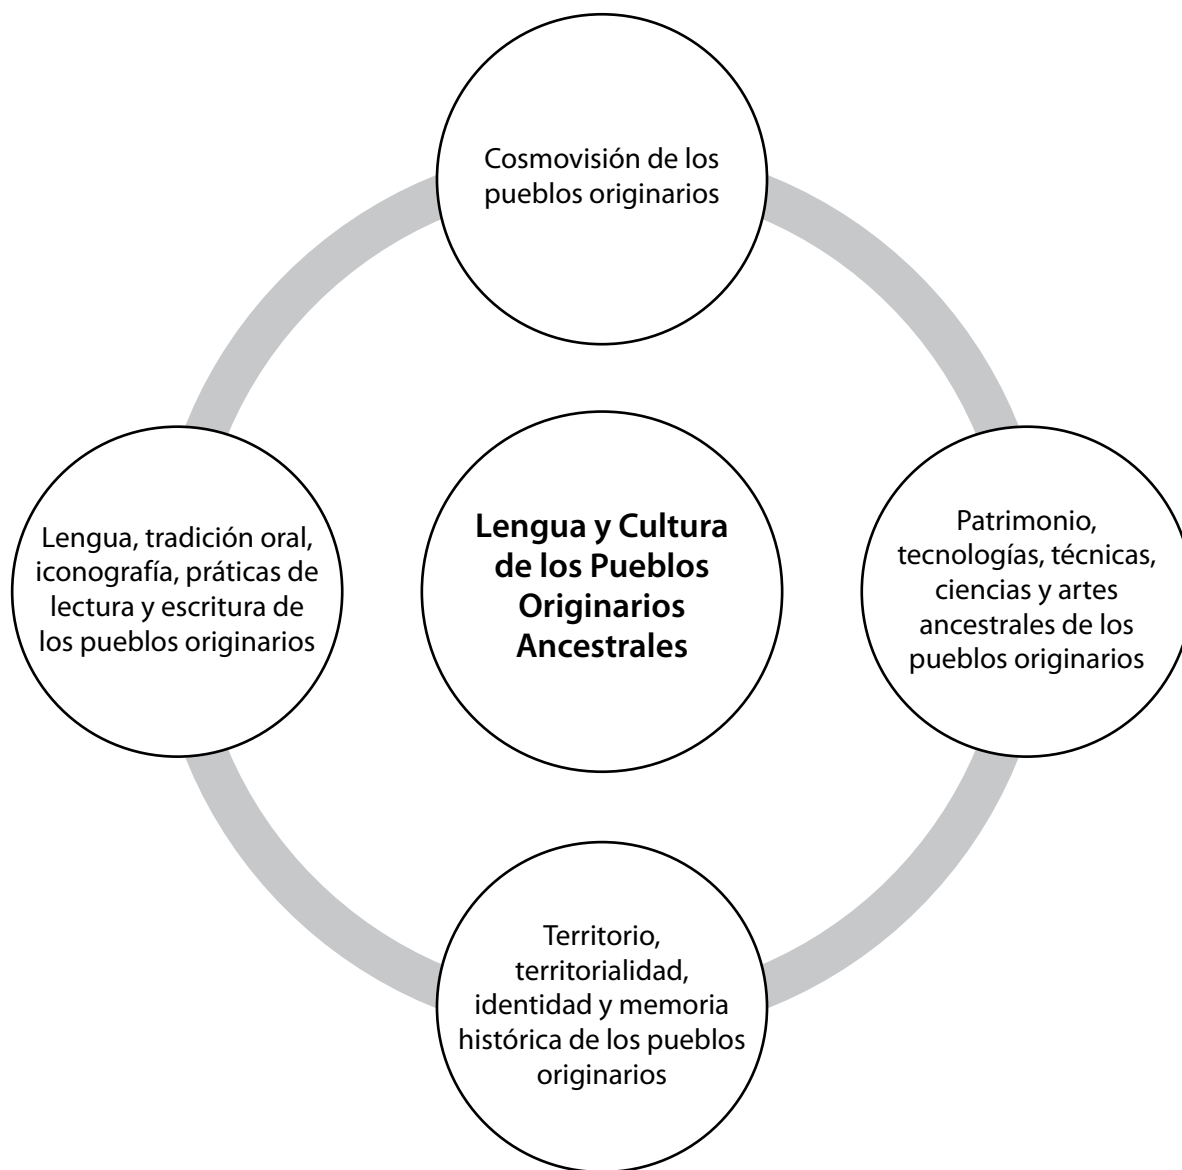 Cosmovisión de los
pueblos originarios
Lengua, tradición oral,
iconografía, práticas de
lectura y escritura de
los pueblos originarios
Lengua y Cultura
de los Pueblos
Originarios
Ancestrales
Patrimonio,
tecnologías, técnicas,
ciencias y artes
ancestrales de los
pueblos originarios
Territorio,
territorialidad,
identidad y memoria
histórica de los pueblos
originarios